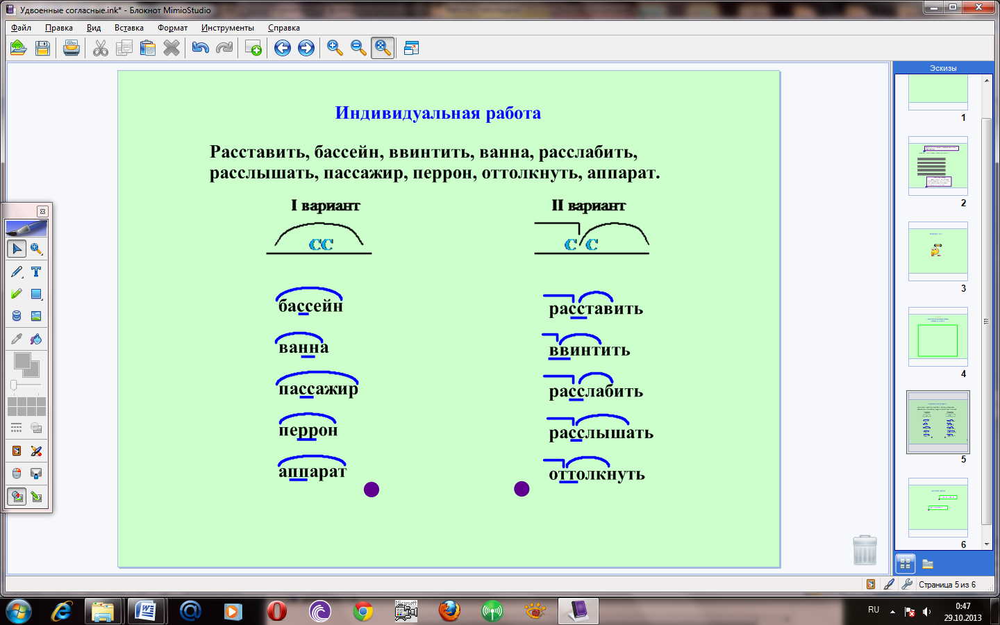 Удвоенные согласные.ink* - Блокнот MimioStudio
Файл Правка Вид Вставка Формат Инструменты Справка
Эскизы
Индивидуальная работа
Расставить, бассейн, ввинтить, ванна, расслабить,
расслышать, пассажир, перрон, оттолкнуть, аппарат.
I вариант
II вариант
СС
С С
бассейн
расставить
ванна
ввинтить
пассажир
расслабить
перрон
расслышать
аппарат
оттолкнуть
1
2
3
4
5
6
Страница 5 из 6
RU
0:47
29.10.2013